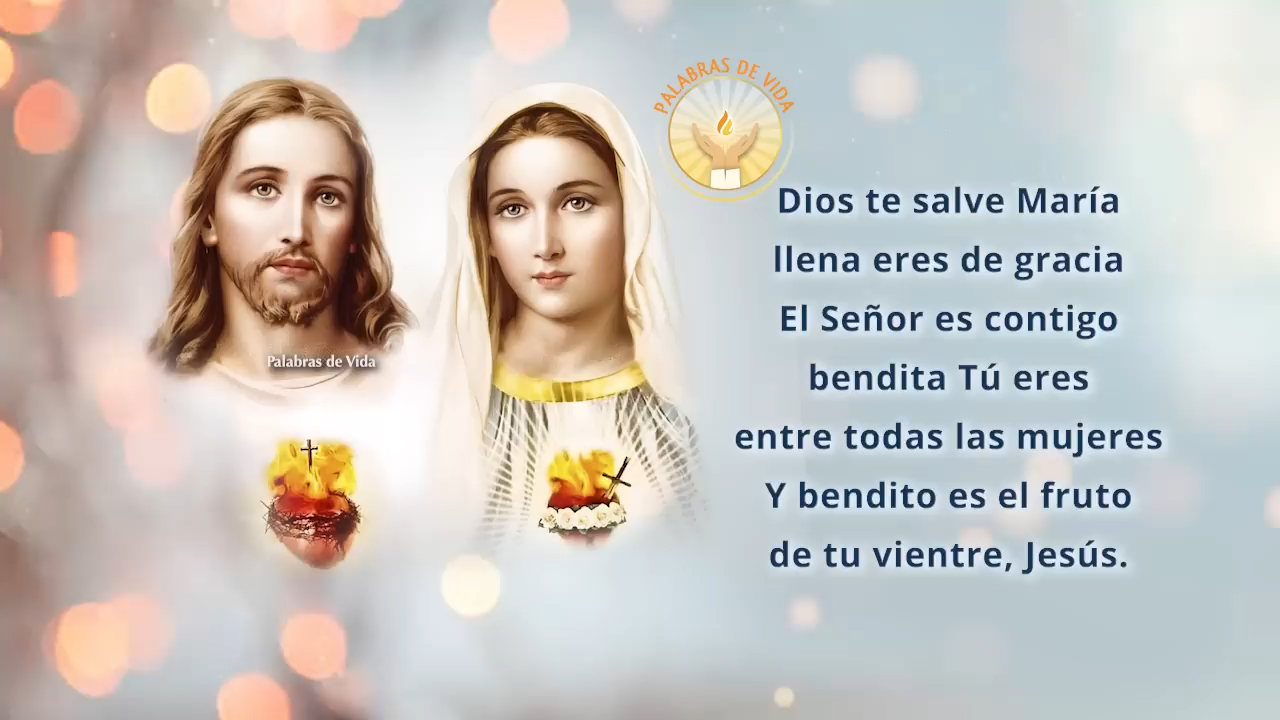 PALABRAS DE VIDA
Dios te salve María
llena eres de gracia
El Señor es contigo
bendita Tú eres
entre todas las mujeres
Y bendito es el fruto
de tu vientre, Jesús.
Palabras de Vida